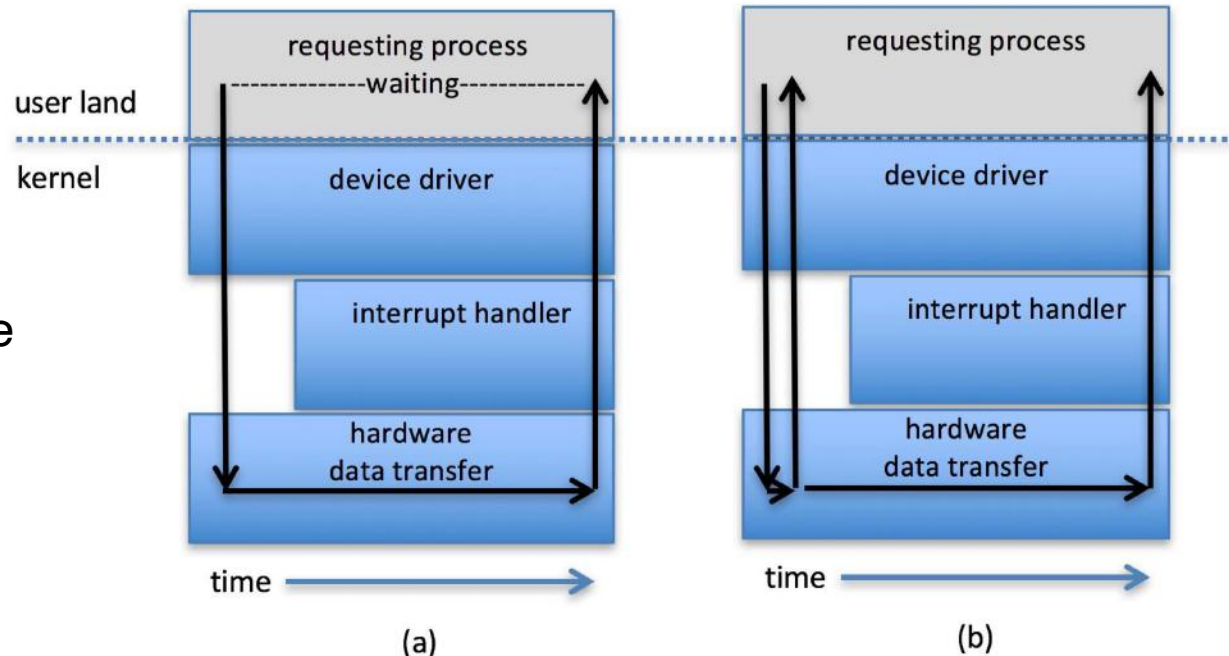 requesting process
waiting
user land
kernel
device driver
interrupt handler
hardware
data transfer
time
(a)
requesting process
device driver
interrupt handler
hardware
data transfer
time
(b)
e